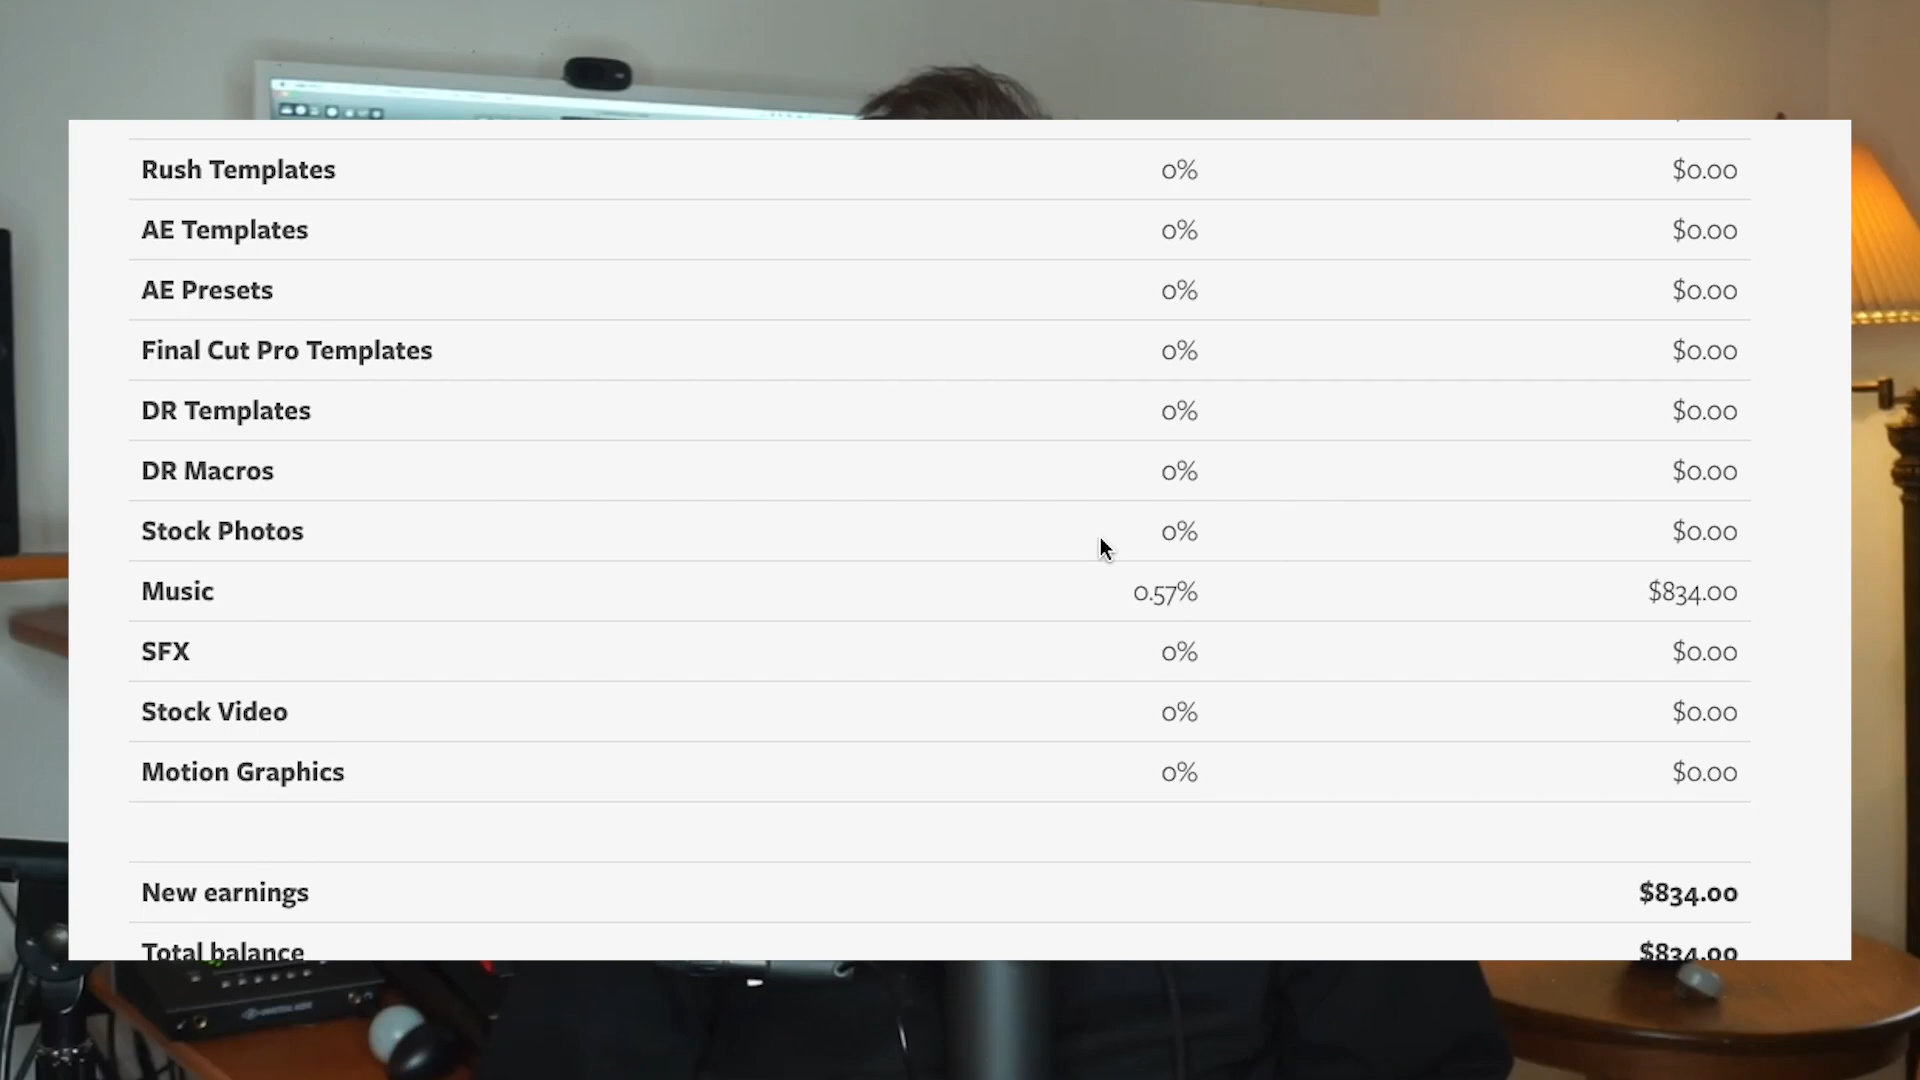 Rush Templates 0% $0.00
AE Templates 0% $0.00
AE Presets 0% $0.00
Final Cut Pro Templates 0% $0.00
DR Templates 0% $0.00
DR Macros 0% $0.00
Stock Photos 0% $0.00
Music 0.57% $834.00
SFX 0% $0.00
Stock Video 0% $0.00
Motion Graphics 0% $0.00
New earnings $834.00
Total balance $834.00